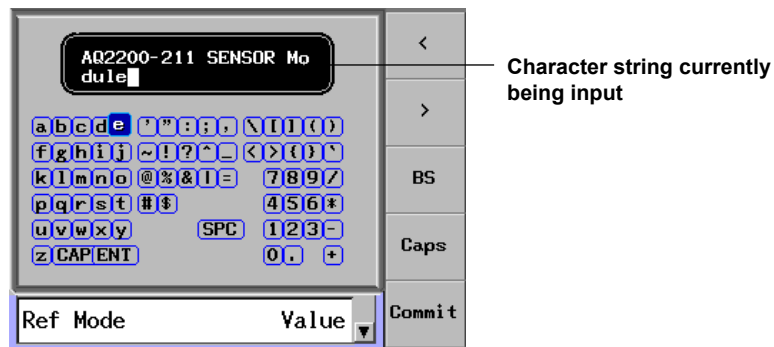 AQ2200-211 SENSOR Mo
dule
a b c d e ' " : ; , \ [ ] ( )
f g h i j ~ ! ? ^ _ < > { } `
k l m n o @ % & | = 7 8 9 /
p q r s t # $ 4 5 6 *
u v w x y SPC 1 2 3 -
z CAP ENT 0 . +
Ref Mode Value
<
>
BS
Caps
Commit
Character string currently
being input